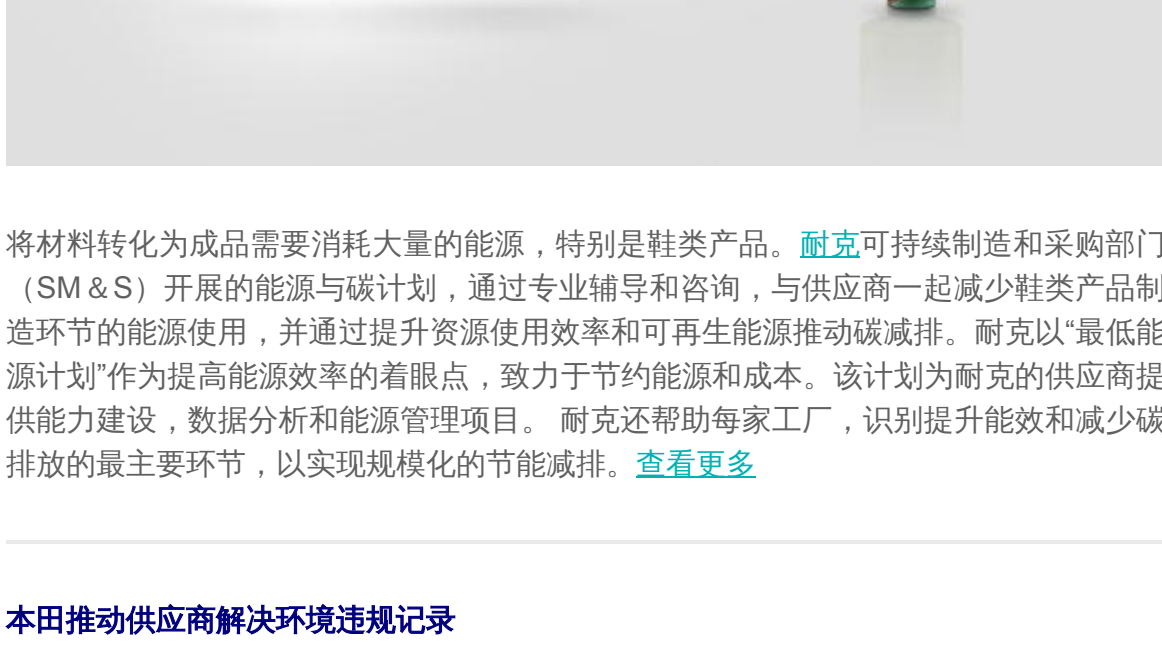 将材料转化为成品需要消耗大量的能源，特别是鞋类产品。耐克可持续制造和采购部门
（SM＆S）开展的能源与碳计划，通过专业辅导和咨询，与供应商一起减少鞋类产品制
造环节的能源使用，并通过提升资源使用效率和可再生能源推动碳减排。耐克以“最低能
源计划”作为提高能源效率的着眼点，致力于节约能源和成本。该计划为耐克的供应商提
供能力建设，数据分析和能源管理项目。 耐克还帮助每家工厂，识别提升能效和减少碳
排放的最主要环节，以实现规模化的节能减排。查看更多
本田推动供应商解决环境违规记录